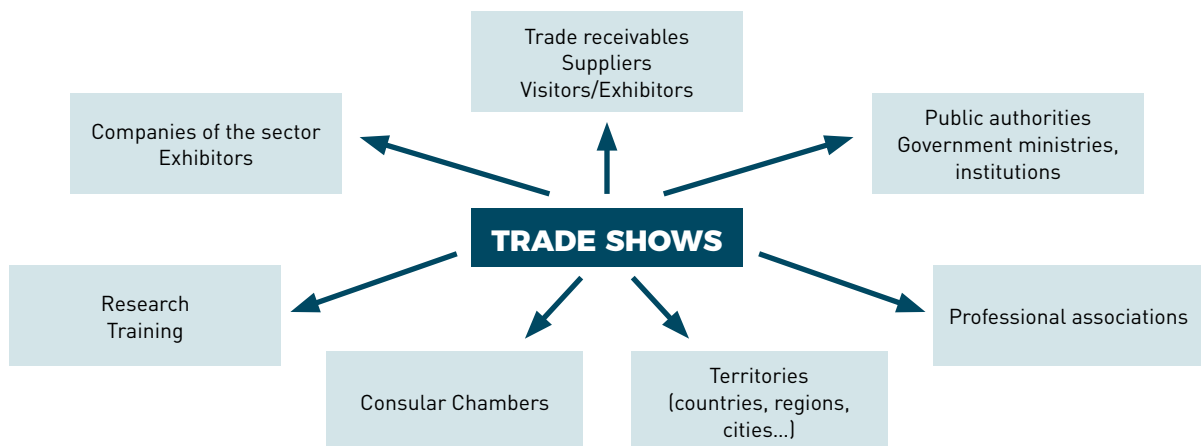 Trade receivables
Suppliers
Visitors/Exhibitors
Companies of the sector
Exhibitors
Public authorities
Government ministries,
institutions
TRADE SHOWS
Research
Training
Professional associations
Consular Chambers
Territories
(countries, regions,
cities...)